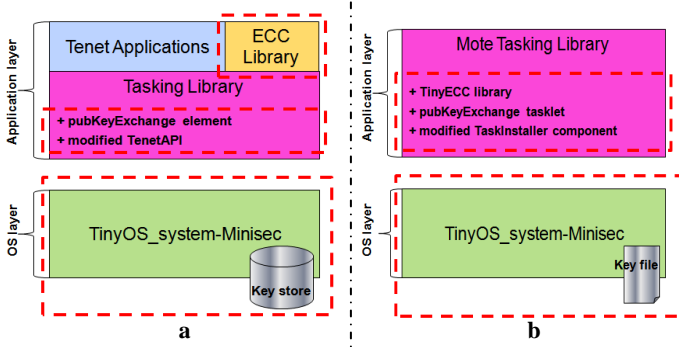 Application layer
Tenet Applications
ECC
Library
Tasking Library
+ pubKeyExchange element
+ modified TenetAPI
OS layer
TinyOS_system-Minisec
Key store
a
Application layer
Mote Tasking Library
+ TinyECC library
+ pubKeyExchange tasklet
+ modified TaskInstaller component
OS layer
TinyOS_system-Minisec
Key file
b